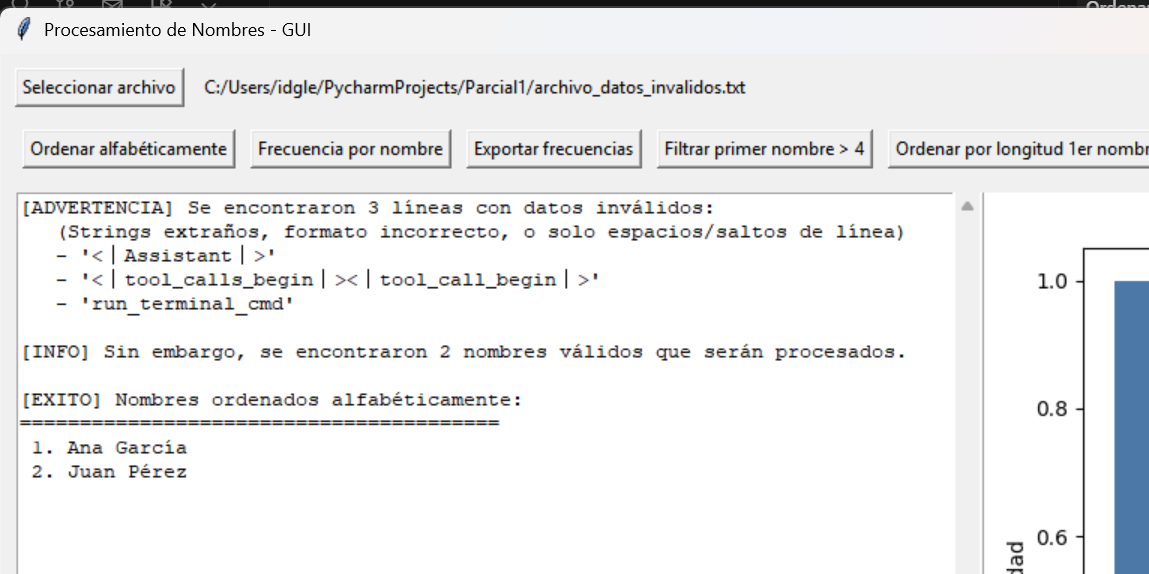 Ordena
Procesamiento de Nombres - GUI
Seleccionar archivo C:/Users/idgle/PycharmProjects/Parcial1/archivo_datos_invalidos.txt
Ordenar alfabéticamente Frecuencia por nombre Exportar frecuencias Filtrar primer nombre > 4 Ordenar por longitud 1er nombr
[ADVERTENCIA] Se encontraron 3 líneas con datos inválidos:
(Strings extraños, formato incorrecto, o solo espacios/saltos de línea)
- '<|Assistant|>'
- '<|tool_calls_begin|><|tool_call_begin|>'
- 'run_terminal_cmd'
[INFO] Sin embargo, se encontraron 2 nombres válidos que serán procesados.
[EXITO] Nombres ordenados alfabéticamente:
========================================
1. Ana García
2. Juan Pérez
1.0
0.8
0.6
dad